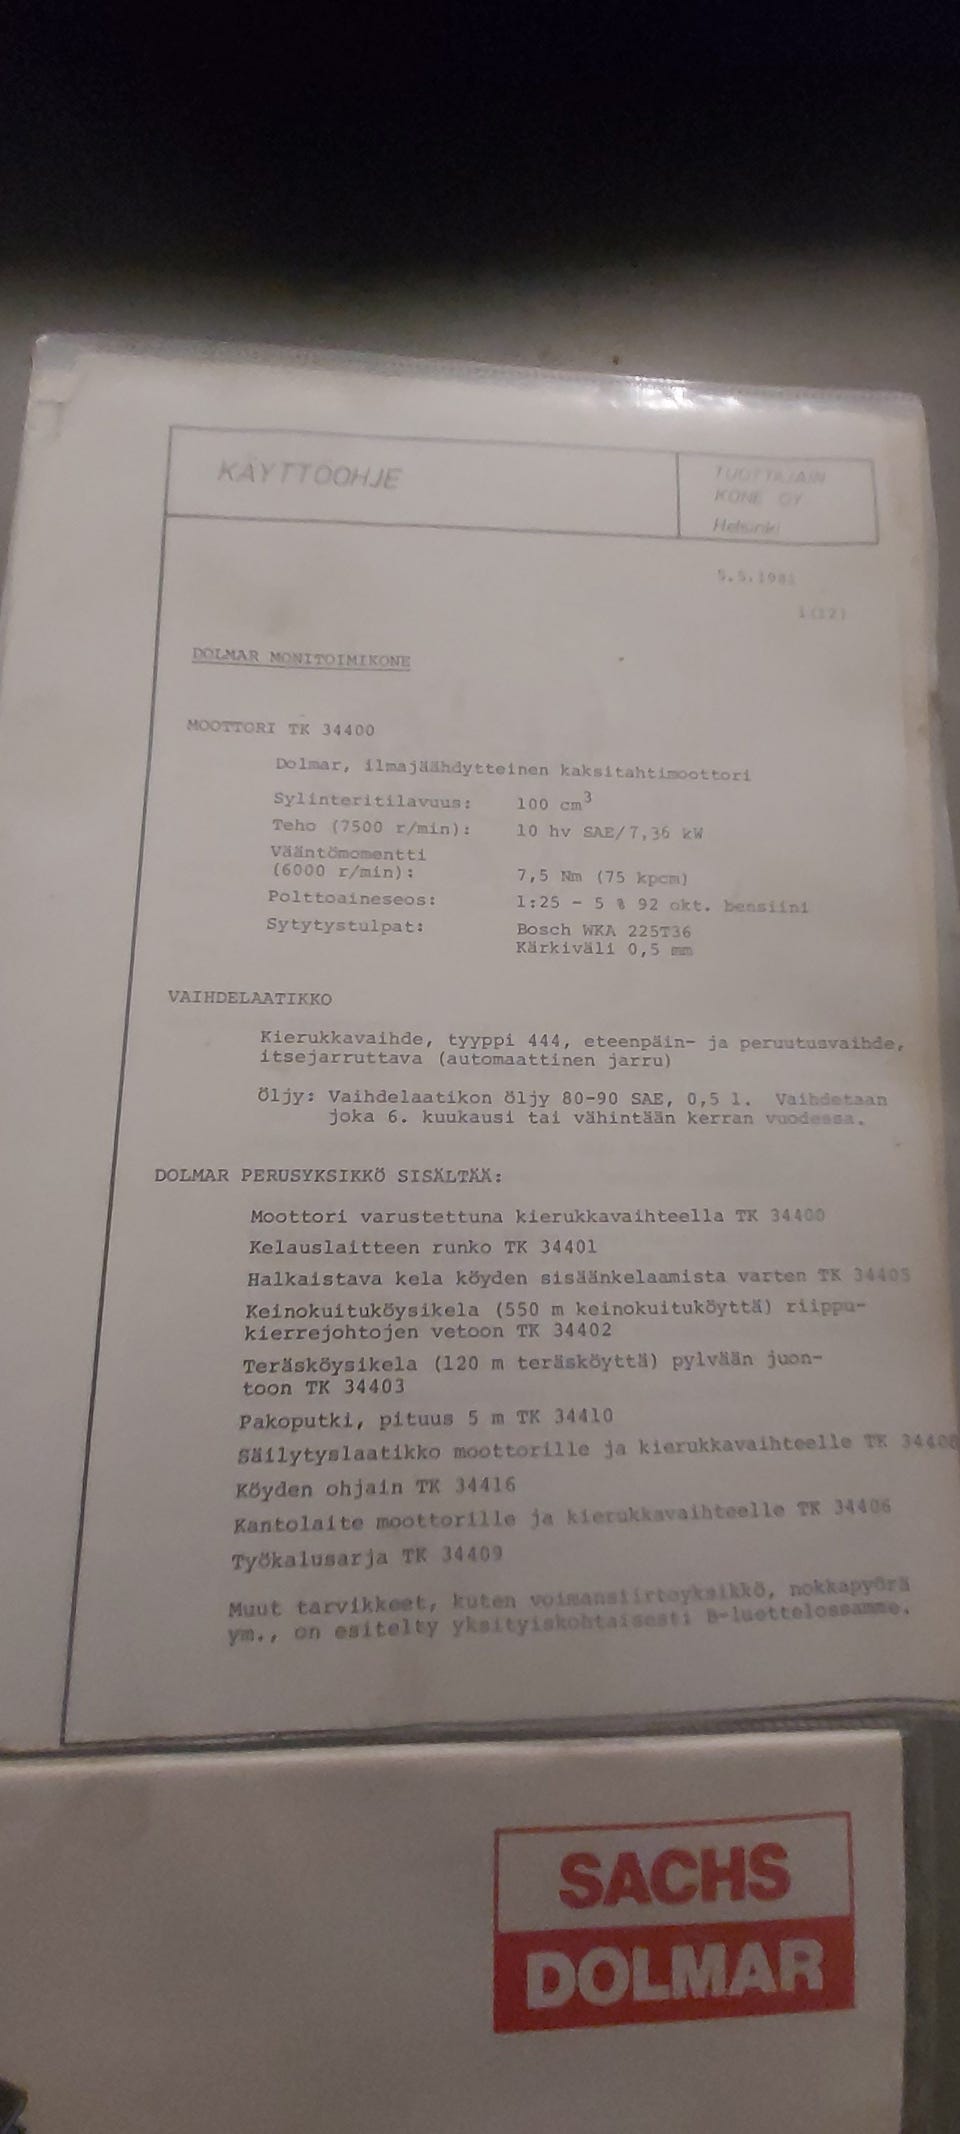 KÄYTTÖOHJE
TUOTTAJAIN
KONE OY
Helsinki
5.5.1981
1(12)
DOLMAR MONITOIMIKONE
MOOTTORI TK 34400
Dolmar, ilmajäähdytteinen kaksitahtimoottori
Sylinteritilavuus: 100 cm3
Teho (7500 r/min): 10 hv SAE/7,36 kW
Vääntömomentti
(6000 r/min): 7,5 Nm (75 kpcm)
Polttoaineseos: 1:25 - 5 % 92 okt. bensiini
Sytytystulpat: Bosch WKA 225T36
Kärkiväli 0,5 mm
VAIHDELAATIKKO
Kierukkavaihde, tyyppi 444, eteenpäin- ja peruutusvaihde,
itsejarruttava (automaattinen jarru)
Öljy: Vaihdelaatikon öljy 80-90 SAE, 0,5 l. Vaihdetaan
joka 6. kuukausi tai vähintään kerran vuodessa.
DOLMAR PERUSYKSIKKÖ SISÄLTÄÄ:
Moottori varustettuna kierukkavaihteella TK 34400
Kelauslaitteen runko TK 34401
Halkaistava kela köyden sisäänkelaamista varten TK 34405
Keinokuituköysikela (550 m keinokuituköyttä) riippu-
kierrejohtojen vetoon TK 34402
Teräsköysikela (120 m teräsköyttä) pylvään juon-
toon TK 34403
Pakoputki, pituus 5 m TK 34410
Säilytyslaatikko moottorille ja kierukkavaihteelle TK
Köyden ohjain TK 34416
Kantolaite moottorille ja kierukkavaihteelle TK 34406
Työkalusarja TK 34409
Muut tarvikkeet, kuten voimansiirtoyksikkö, nokkapyörä
ym., on esitelty yksityiskohtaisesti B-luettelossamme.
SACHS
DOLMAR